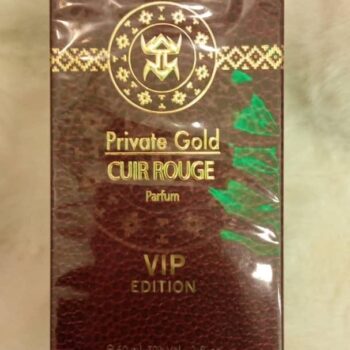 Private Gold
CUIR ROUGE
Parfum
VIP
EDITION